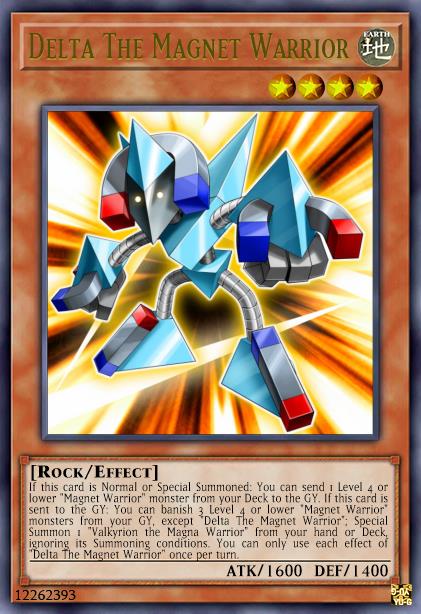 DELTA THE MAGNET WARRIOR
EARTH
地
[ROCK/EFFECT]
If this card is Normal or Special Summoned: You can send 1 Level 4 or
lower "Magnet Warrior" monster from your Deck to the GY. If this card is
sent to the GY: You can banish 3 Level 4 or lower "Magnet Warrior"
monsters from your GY, except "Delta The Magnet Warrior"; Special
Summon 1 "Valkyrion the Magna Warrior" from your hand or Deck,
ignoring its Summoning conditions. You can only use each effect of
"Delta The Magnet Warrior" once per turn.
ATK/1600 DEF/1400
12262393